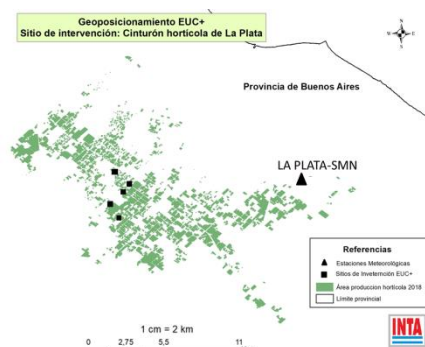 Geoposicionamiento EUC+
Sitio de intervención: Cinturón hortícola de La Plata
N
W
E
S
Provincia de Buenos Aires
LA PLATA-SMN
Referencias
Estaciones Meteorológicas
Sitios de Invetención EUC+
Área produccion hortícola 2018
Límite provincial
1 cm = 2 km
0 2,75 5,5 11
INTA